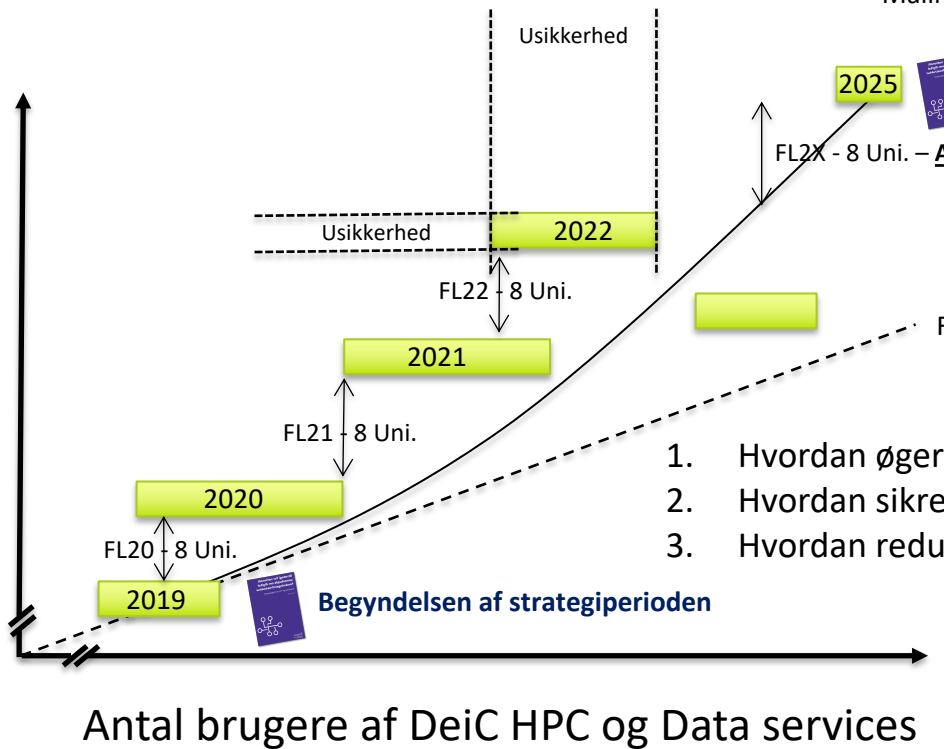 Usikkerhed
2025
FL2X - 8 Uni. – A
Usikkerhed
2022
FL22 - 8 Uni.
2021
FL21 - 8 Uni.
1. Hvordan øger
2. Hvordan sikre
3. Hvordan redu
2020
FL20 - 8 Uni.
2019
Begyndelsen af strategiperioden
Antal brugere af DeiC HPC og Data services